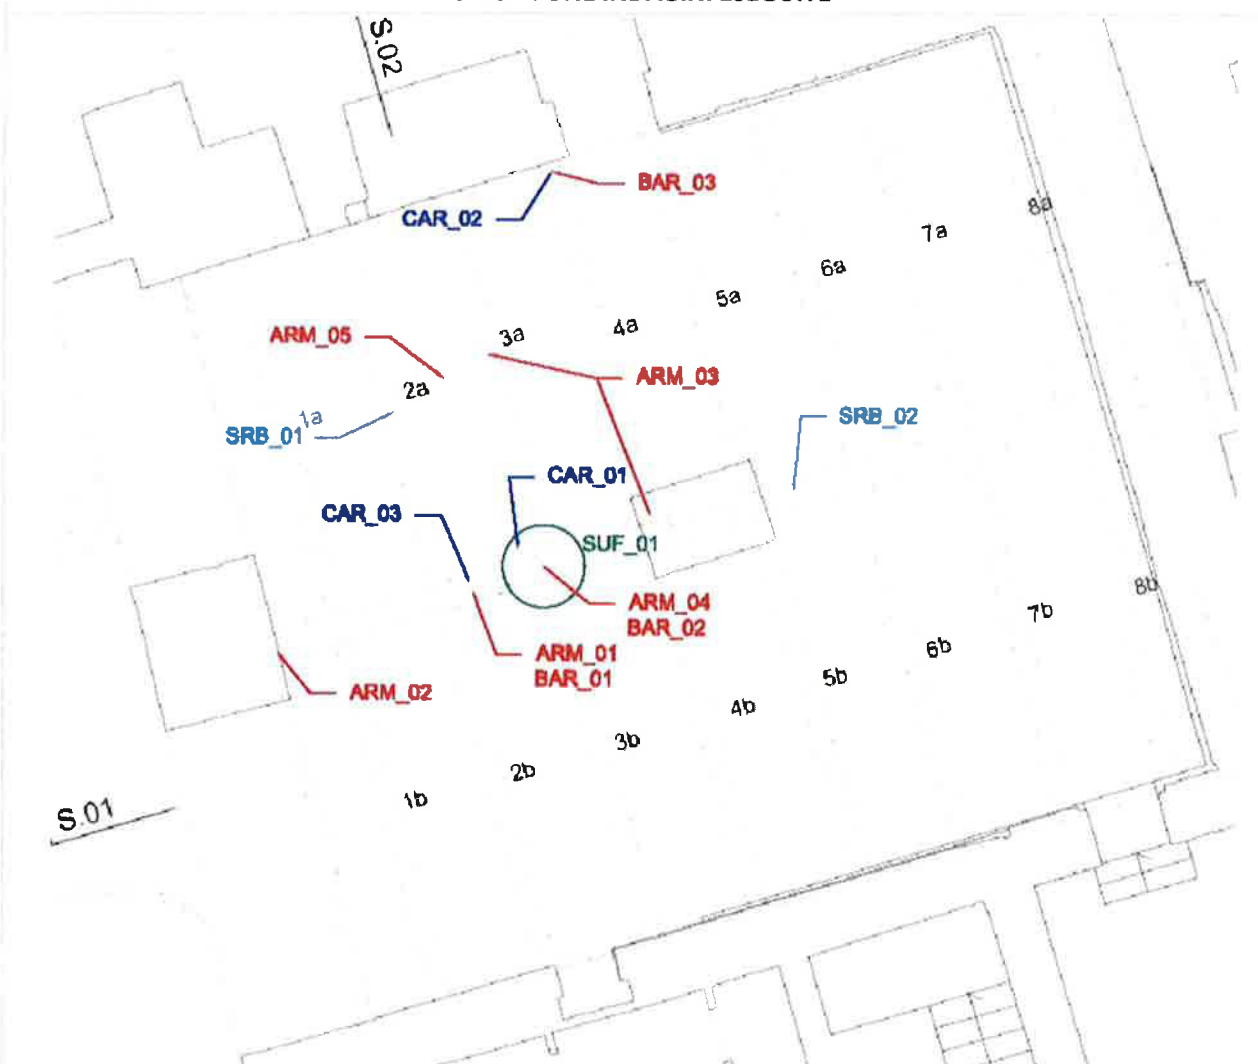 S.02
BAR_03
CAR_02
8a
7a
6a
5a
4a
3a
ARM_05
ARM_03
2a
1a
SRB_01
SRB_02
CAR_01
CAR_03
SUF_01
ARM_04
BAR_02
ARM_01
BAR_01
ARM_02
8b
7b
6b
5b
4b
3b
2b
1b
S.01